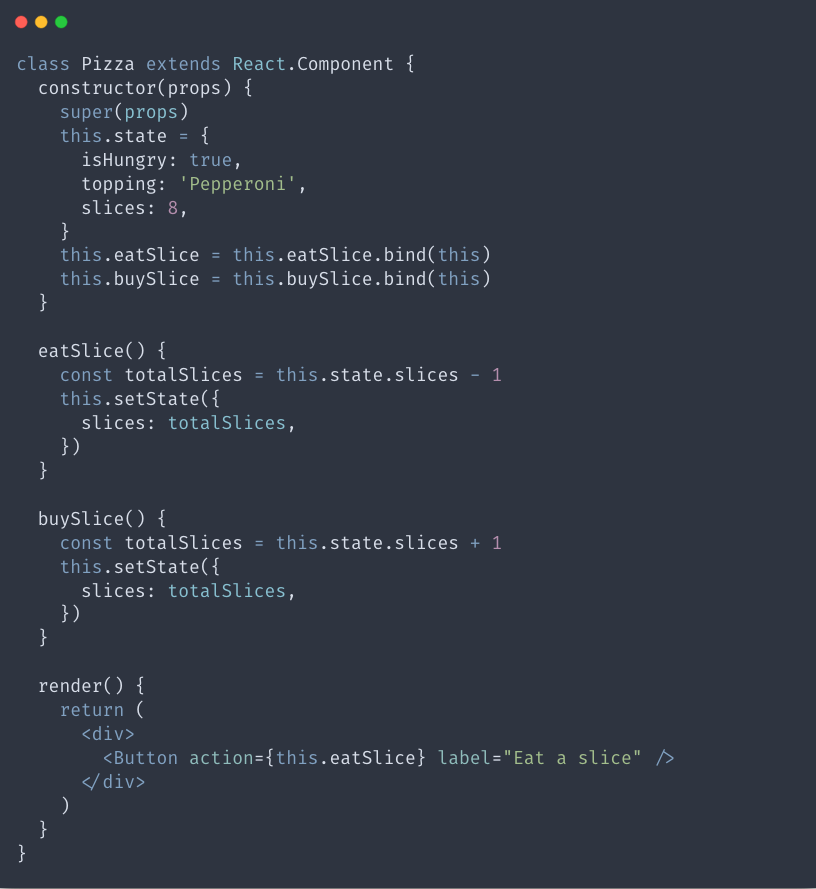 class Pizza extends React.Component {
  constructor(props) {
    super(props)
    this.state = {
      isHungry: true,
      topping: 'Pepperoni',
      slices: 8,
    }
    this.eatSlice = this.eatSlice.bind(this)
    this.buySlice = this.buySlice.bind(this)
  }

  eatSlice() {
    const totalSlices = this.state.slices - 1
    this.setState({
      slices: totalSlices,
    })
  }

  buySlice() {
    const totalSlices = this.state.slices + 1
    this.setState({
      slices: totalSlices,
    })
  }

  render() {
    return (
      <div>
        <Button action={this.eatSlice} label="Eat a slice" />
      </div>
    )
  }
}